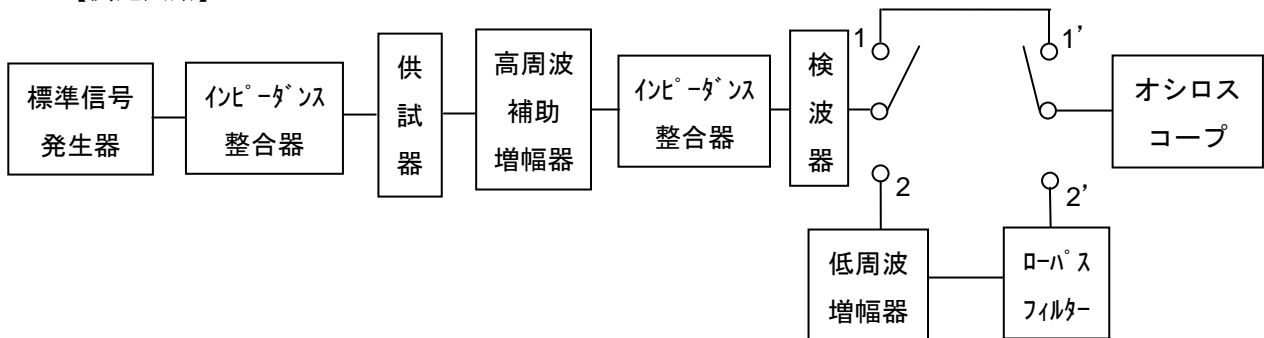 標準信号
発生器
ｲﾝﾋﾟｰﾀﾞﾝｽ
整合器
供
試
器
高周波
補助
増幅器
ｲﾝﾋﾟｰﾀﾞﾝｽ
整合器
検
波
器
1
1’
2
2’
オシロス
コープ
低周波
増幅器
ﾛｰﾊﾟｽ
ﾌｨﾙﾀｰ